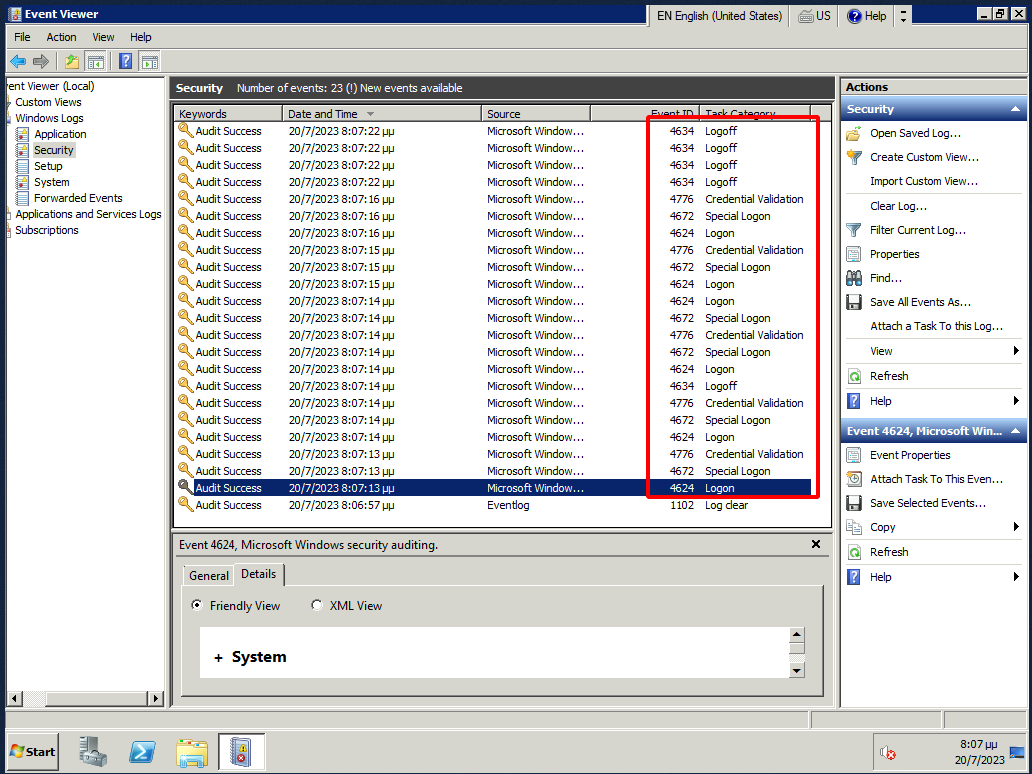 Event Viewer
EN English (United States) US Help
File Action View Help
ent Viewer (Local)
Custom Views
Windows Logs
Application
Security
Setup
System
Forwarded Events
Applications and Services Logs
Subscriptions
Security Number of events: 23 (!) New events available
Keywords Date and Time Source Event ID Task Category
Audit Success 20/7/2023 8:07:22 μμ Microsoft Window... 4634 Logoff
Audit Success 20/7/2023 8:07:22 μμ Microsoft Window... 4634 Logoff
Audit Success 20/7/2023 8:07:22 μμ Microsoft Window... 4634 Logoff
Audit Success 20/7/2023 8:07:22 μμ Microsoft Window... 4634 Logoff
Audit Success 20/7/2023 8:07:16 μμ Microsoft Window... 4776 Credential Validation
Audit Success 20/7/2023 8:07:16 μμ Microsoft Window... 4672 Special Logon
Audit Success 20/7/2023 8:07:16 μμ Microsoft Window... 4624 Logon
Audit Success 20/7/2023 8:07:15 μμ Microsoft Window... 4776 Credential Validation
Audit Success 20/7/2023 8:07:15 μμ Microsoft Window... 4672 Special Logon
Audit Success 20/7/2023 8:07:15 μμ Microsoft Window... 4624 Logon
Audit Success 20/7/2023 8:07:14 μμ Microsoft Window... 4624 Logon
Audit Success 20/7/2023 8:07:14 μμ Microsoft Window... 4672 Special Logon
Audit Success 20/7/2023 8:07:14 μμ Microsoft Window... 4776 Credential Validation
Audit Success 20/7/2023 8:07:14 μμ Microsoft Window... 4672 Special Logon
Audit Success 20/7/2023 8:07:14 μμ Microsoft Window... 4624 Logon
Audit Success 20/7/2023 8:07:14 μμ Microsoft Window... 4634 Logoff
Audit Success 20/7/2023 8:07:14 μμ Microsoft Window... 4776 Credential Validation
Audit Success 20/7/2023 8:07:14 μμ Microsoft Window... 4672 Special Logon
Audit Success 20/7/2023 8:07:14 μμ Microsoft Window... 4624 Logon
Audit Success 20/7/2023 8:07:13 μμ Microsoft Window... 4776 Credential Validation
Audit Success 20/7/2023 8:07:13 μμ Microsoft Window... 4672 Special Logon
Audit Success 20/7/2023 8:07:13 μμ Microsoft Window... 4624 Logon
Audit Success 20/7/2023 8:06:57 μμ Eventlog 1102 Log clear
Event 4624, Microsoft Windows security auditing.
General Details
Friendly View XML View
+ System
Actions
Security
Open Saved Log...
Create Custom View...
Import Custom View...
Clear Log...
Filter Current Log...
Properties
Find...
Save All Events As...
Attach a Task To this Log...
View
Refresh
Help
Event 4624, Microsoft Win...
Event Properties
Attach Task To This Even...
Save Selected Events...
Copy
Refresh
Help
Start
8:07 μμ
20/7/2023